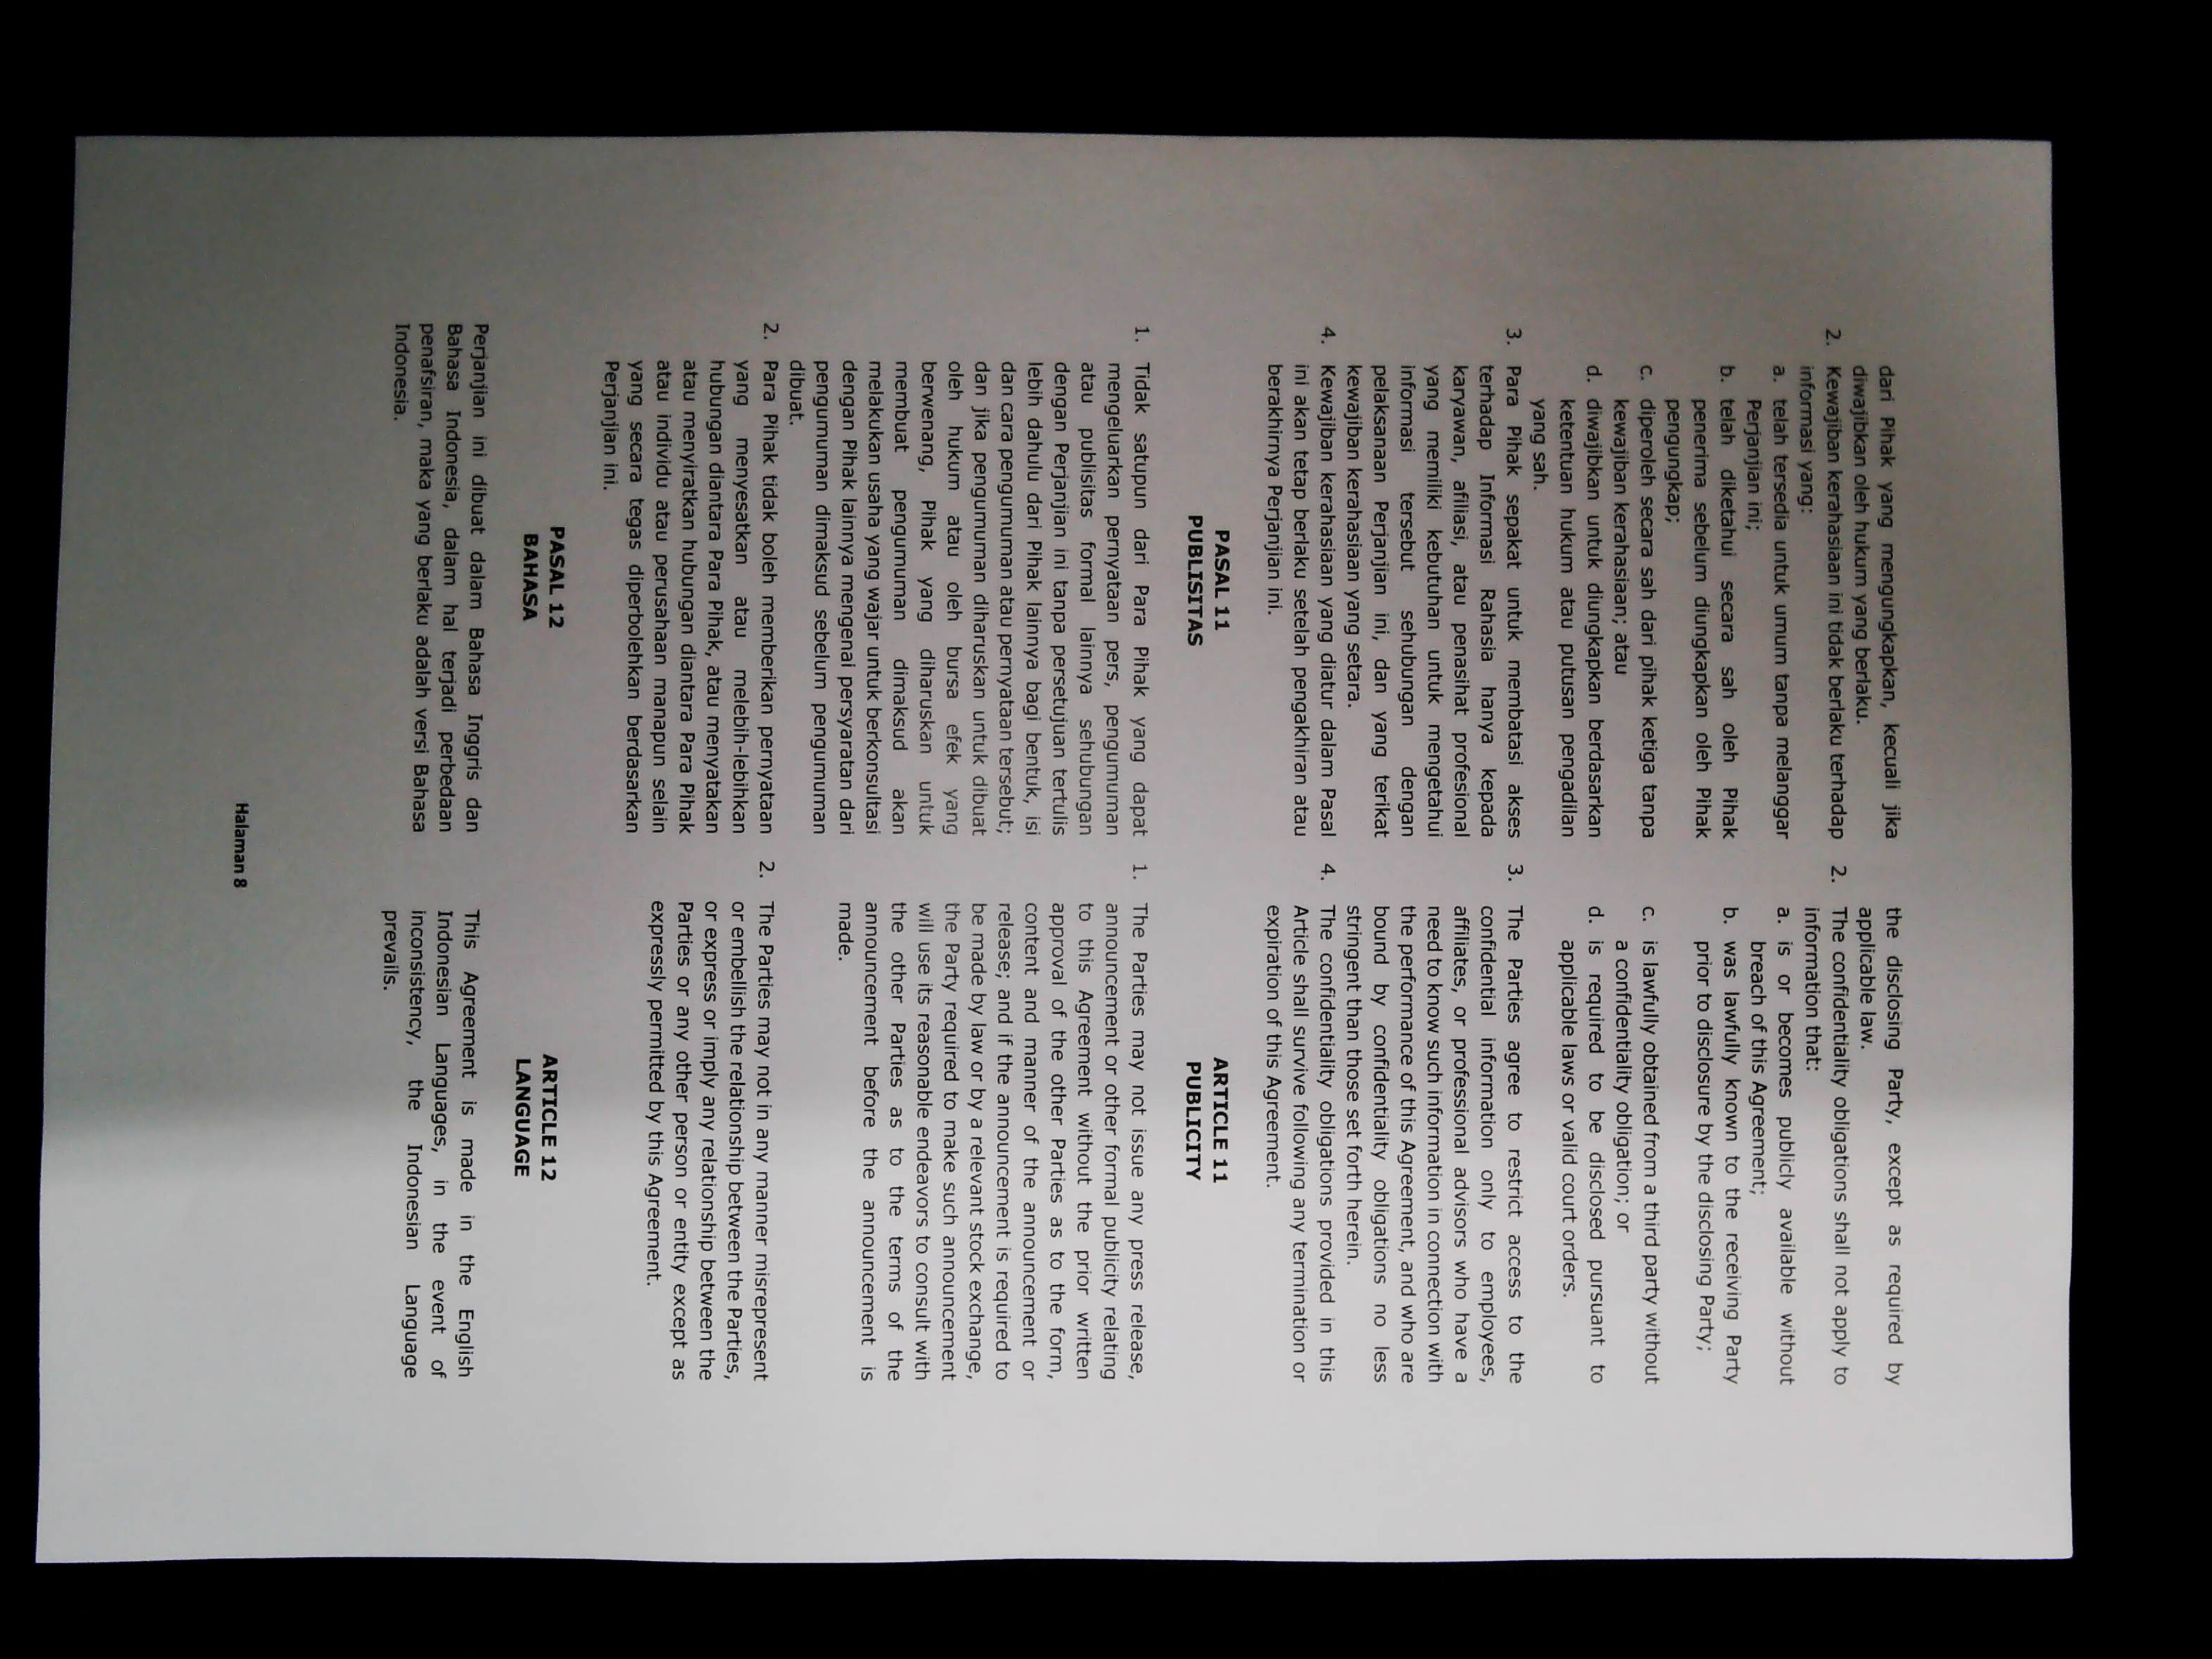 dari Pihak yang mengungkapkan, kecuali jika
diwajibkan oleh hukum yang berlaku.
2. Kewajiban kerahasiaan ini tidak berlaku terhadap
informasi yang:
a. telah tersedia untuk umum tanpa melanggar
Perjanjian ini;
b. telah diketahui secara sah oleh Pihak
penerima sebelum diungkapkan oleh Pihak
pengungkap;
c. diperoleh secara sah dari pihak ketiga tanpa
kewajiban kerahasiaan; atau
d. diwajibkan untuk diungkapkan berdasarkan
ketentuan hukum atau putusan pengadilan
yang sah.
3. Para Pihak sepakat untuk membatasi akses
terhadap Informasi Rahasia hanya kepada
karyawan, afiliasi, atau penasihat profesional
yang memiliki kebutuhan untuk mengetahui
informasi tersebut sehubungan dengan
pelaksanaan Perjanjian ini, dan yang terikat
kewajiban kerahasiaan yang setara.
4. Kewajiban kerahasiaan yang diatur dalam Pasal
ini akan tetap berlaku setelah pengakhiran atau
berakhirnya Perjanjian ini.
PASAL 11
PUBLISITAS
1. Tidak satupun dari Para Pihak yang dapat
mengeluarkan pernyataan pers, pengumuman
atau publisitas formal lainnya sehubungan
dengan Perjanjian ini tanpa persetujuan tertulis
lebih dahulu dari Pihak lainnya bagi bentuk, isi
dan cara pengumuman atau pernyataan tersebut;
dan jika pengumuman diharuskan untuk dibuat
oleh hukum atau oleh bursa efek yang
berwenang, Pihak yang diharuskan untuk
membuat pengumuman dimaksud akan
melakukan usaha yang wajar untuk berkonsultasi
dengan Pihak lainnya mengenai persyaratan dari
pengumuman dimaksud sebelum pengumuman
dibuat.
2. Para Pihak tidak boleh memberikan pernyataan
yang menyesatkan atau melebih-lebihkan
hubungan diantara Para Pihak, atau menyatakan
atau menyiratkan hubungan diantara Para Pihak
atau individu atau perusahaan manapun selain
yang secara tegas diperbolehkan berdasarkan
Perjanjian ini.
PASAL 12
BAHASA
Perjanjian ini dibuat dalam Bahasa Inggris dan
Bahasa Indonesia, dalam hal terjadi perbedaan
penafsiran, maka yang berlaku adalah versi Bahasa
Indonesia.
the disclosing Party, except as required by
applicable law.
2. The confidentiality obligations shall not apply to
information that:
a. is or becomes publicly available without
breach of this Agreement;
b. was lawfully known to the receiving Party
prior to disclosure by the disclosing Party;
c. is lawfully obtained from a third party without
a confidentiality obligation; or
d. is required to be disclosed pursuant to
applicable laws or valid court orders.
3. The Parties agree to restrict access to the
confidential information only to employees,
affiliates, or professional advisors who have a
need to know such information in connection with
the performance of this Agreement, and who are
bound by confidentiality obligations no less
stringent than those set forth herein.
4. The confidentiality obligations provided in this
Article shall survive following any termination or
expiration of this Agreement.
ARTICLE 11
PUBLICITY
1. The Parties may not issue any press release,
announcement or other formal publicity relating
to this Agreement without the prior written
approval of the other Parties as to the form,
content and manner of the announcement or
release; and if the announcement is required to
be made by law or by a relevant stock exchange,
the Party required to make such announcement
will use its reasonable endeavors to consult with
the other Parties as to the terms of the
announcement before the announcement is
made.
2. The Parties may not in any manner misrepresent
or embellish the relationship between the Parties,
or express or imply any relationship between the
Parties or any other person or entity except as
expressly permitted by this Agreement.
ARTICLE 12
LANGUAGE
This Agreement is made in the English
Indonesian Languages, in the event of
inconsistency, the Indonesian Language
prevails.
Halaman 8